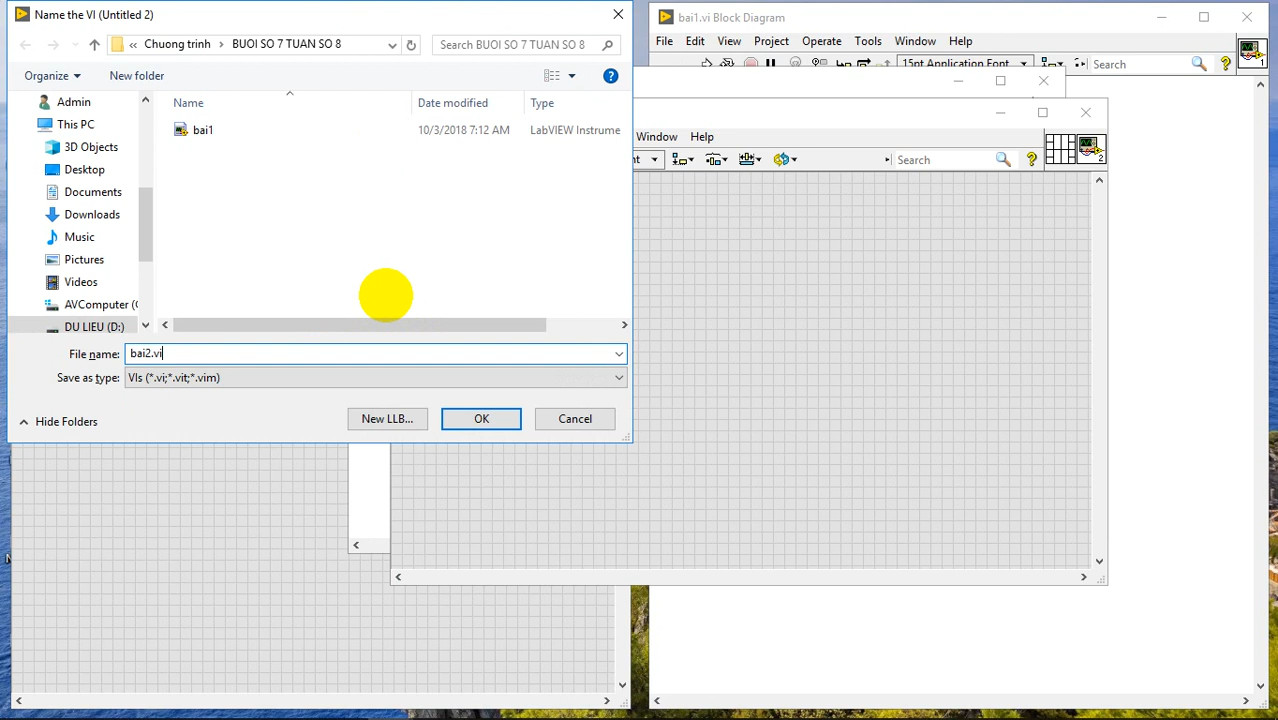 Name the VI (Untitled 2)
« Chuong trinh › BUOI SO 7 TUAN SO 8
Search BUOI SO 7 TUAN SO 8
Organize
New folder
?
Admin
This PC
3D Objects
Desktop
Documents
Downloads
Music
Pictures
Videos
AVComputer (
DU LIEU (D:)
Name
Date modified
Type
bai1
10/3/2018 7:12 AM
LabVIEW Instrume
File name:
bai2.vi
Save as type:
VIs (*.vi;*.vit;*.vim)
Hide Folders
New LLB...
OK
Cancel
bai1.vi Block Diagram
File Edit View Project Operate Tools Window Help
15pt Application Font
Search
?
1
Window Help
nt
Search
?
2